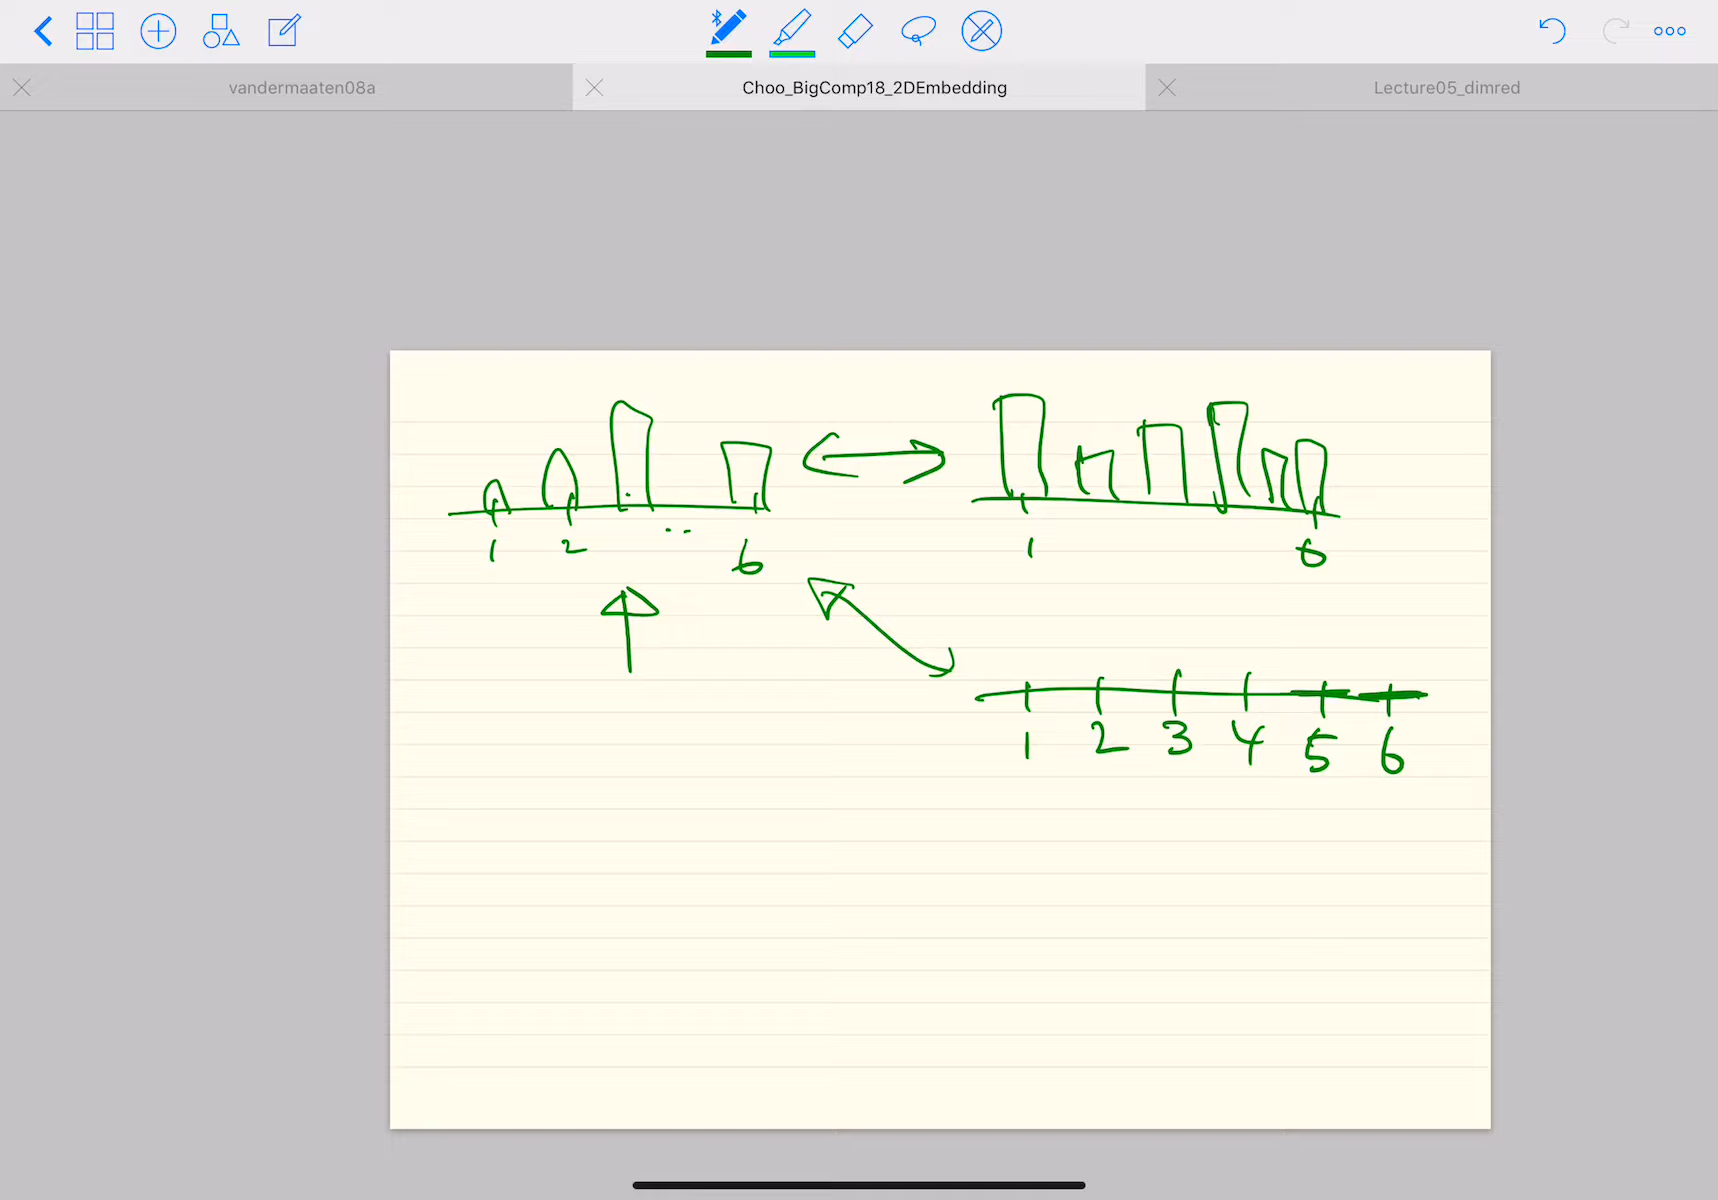 vandermaaten08a
Choo_BigComp18_2DEmbedding
Lecture05_dimred
1 2 .. 6
1 6
1 2 3 4 5 6